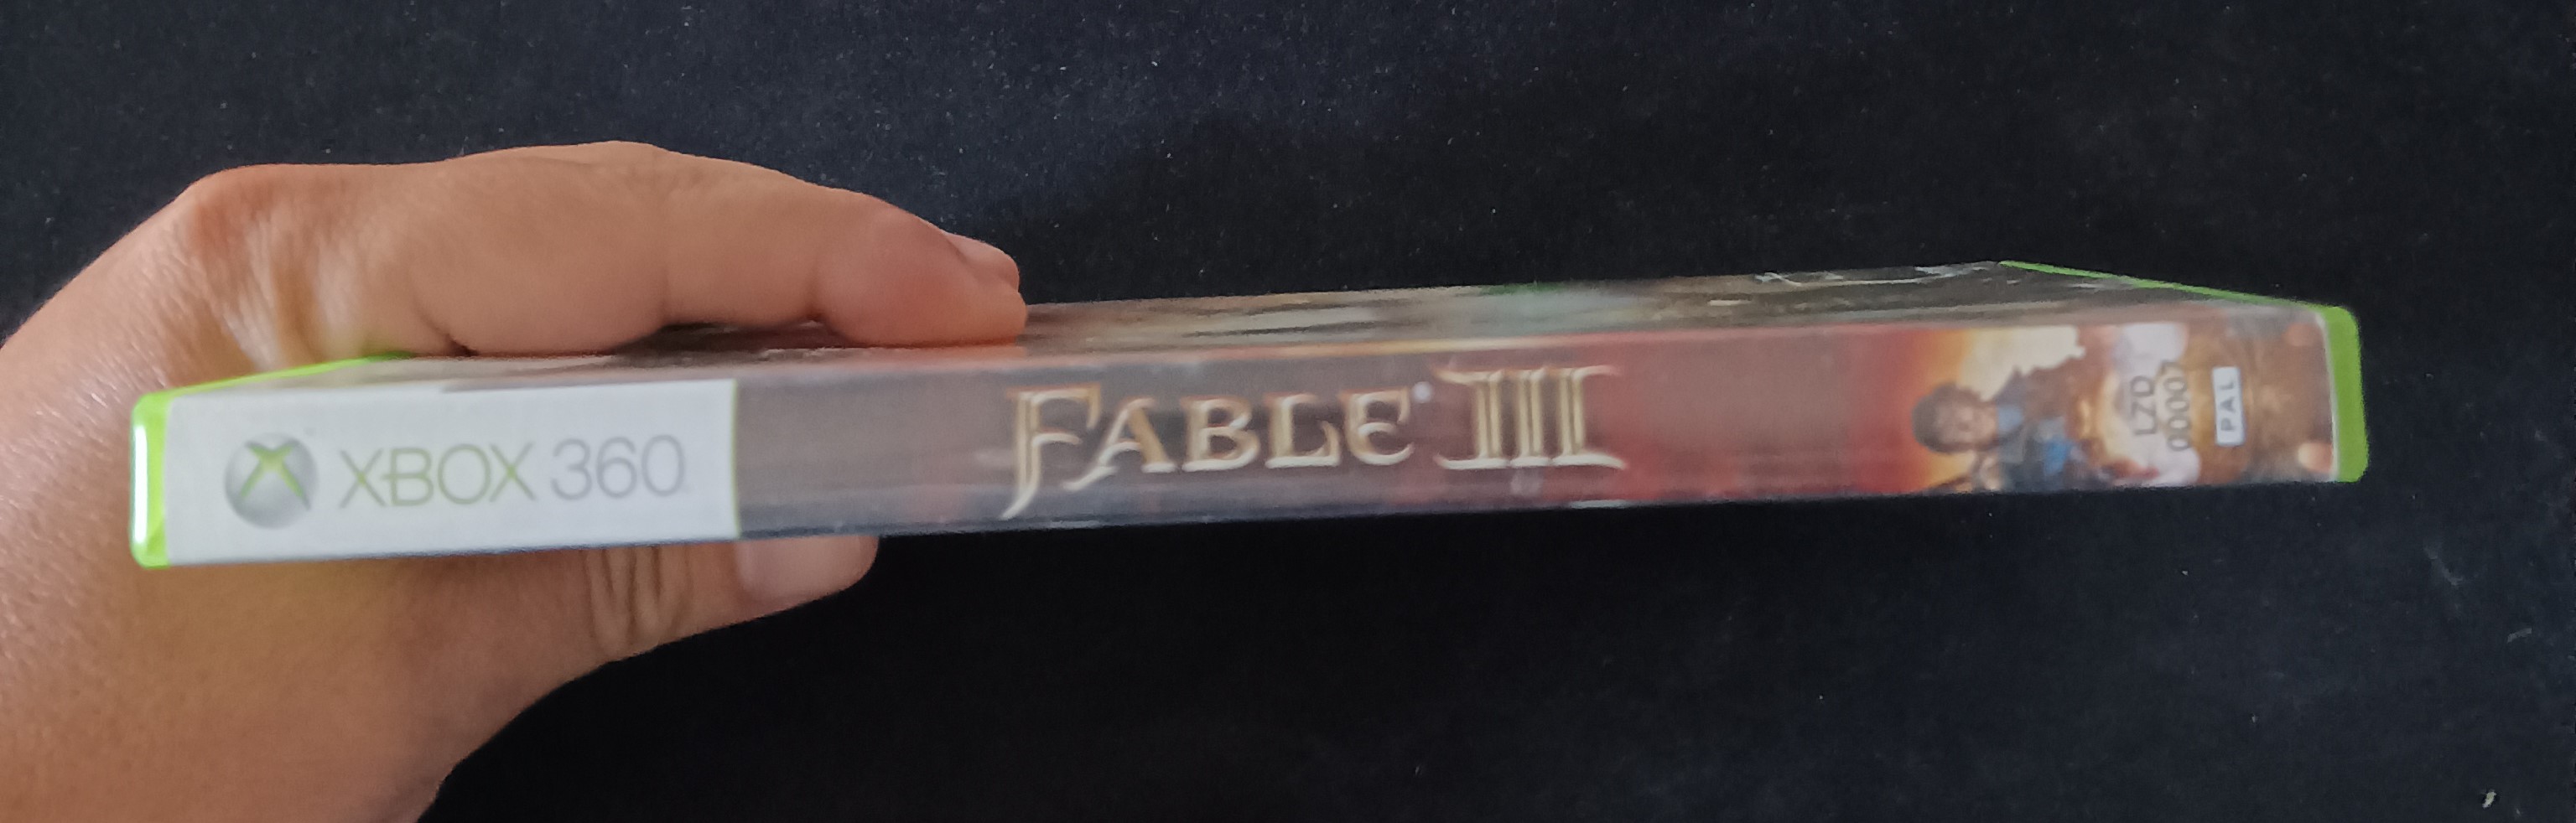 XBOX 360
FABLE® III
LZD
00007
PAL